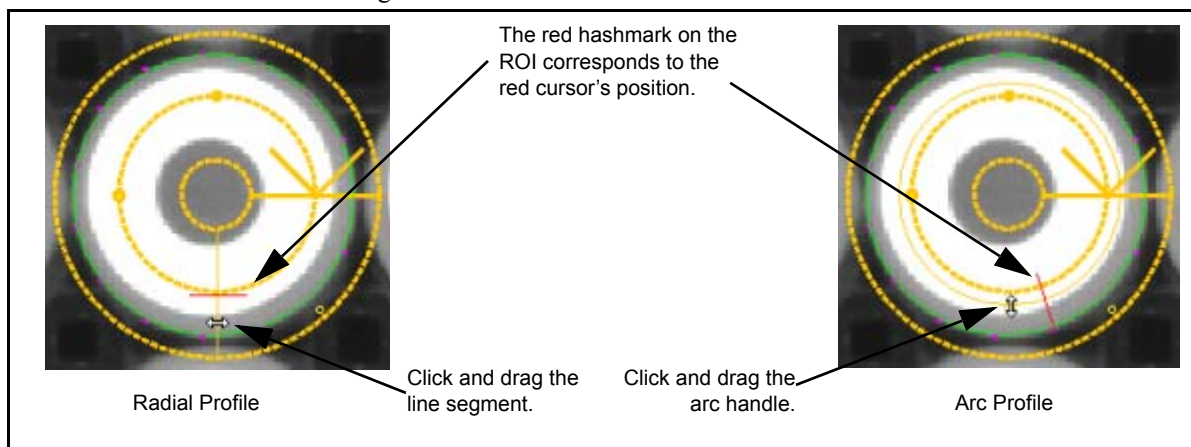 The red hashmark on the
ROI corresponds to the
red cursor's position.
Click and drag the
line segment.
Click and drag the
arc handle.
Radial Profile
Arc Profile